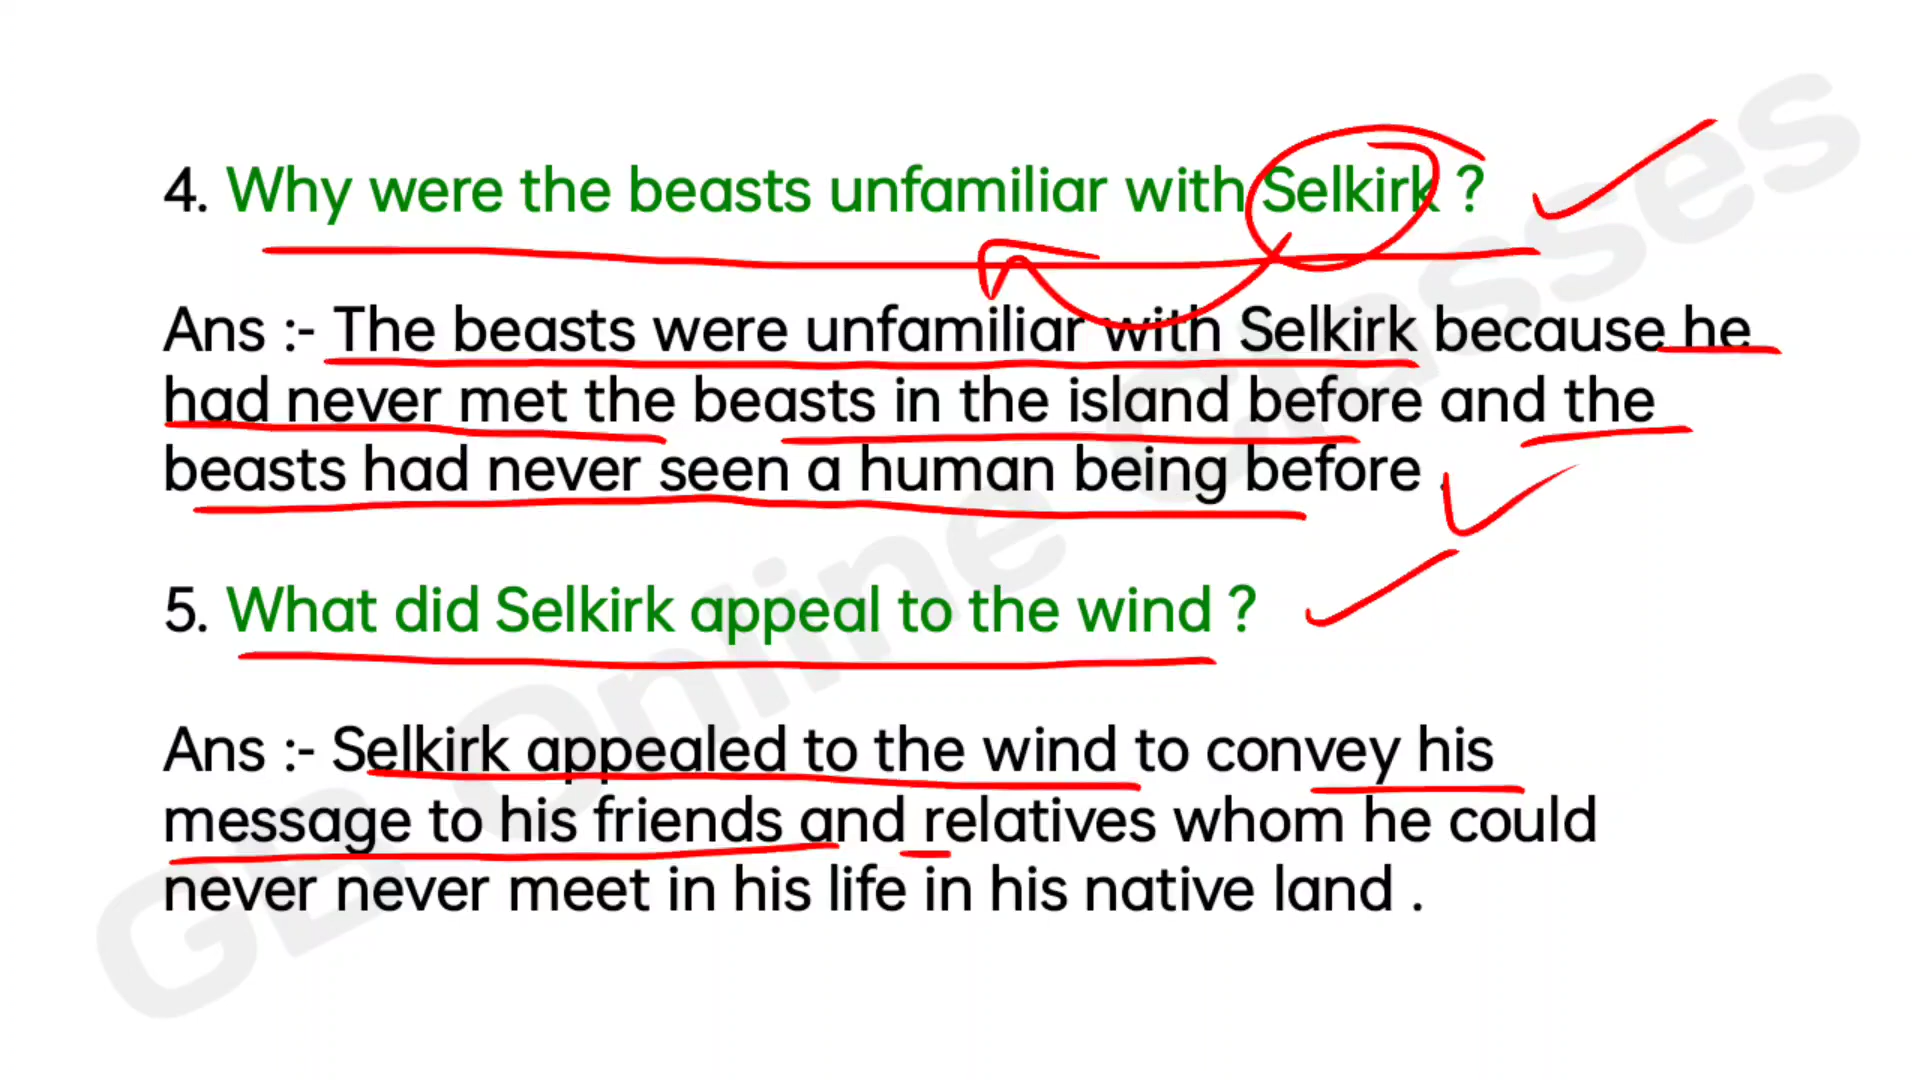 4. Why were the beasts unfamiliar with Selkirk ?
Ans :- The beasts were unfamiliar with Selkirk because he
had never met the beasts in the island before and the
beasts had never seen a human being before .
5. What did Selkirk appeal to the wind ?
Ans :- Selkirk appealed to the wind to convey his
message to his friends and relatives whom he could
never never meet in his life in his native land .
GB Online Classes